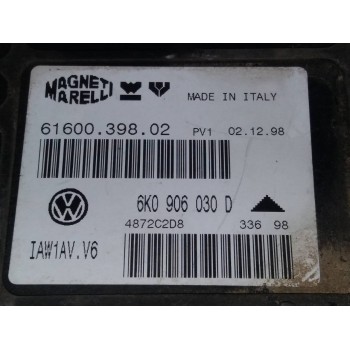 MAGNETI
MARELLI
MADE IN ITALY
61600.398.02 PV1 02.12.98
6K0 906 030 D
4872C2D8 336 98
IAW1AV.V6